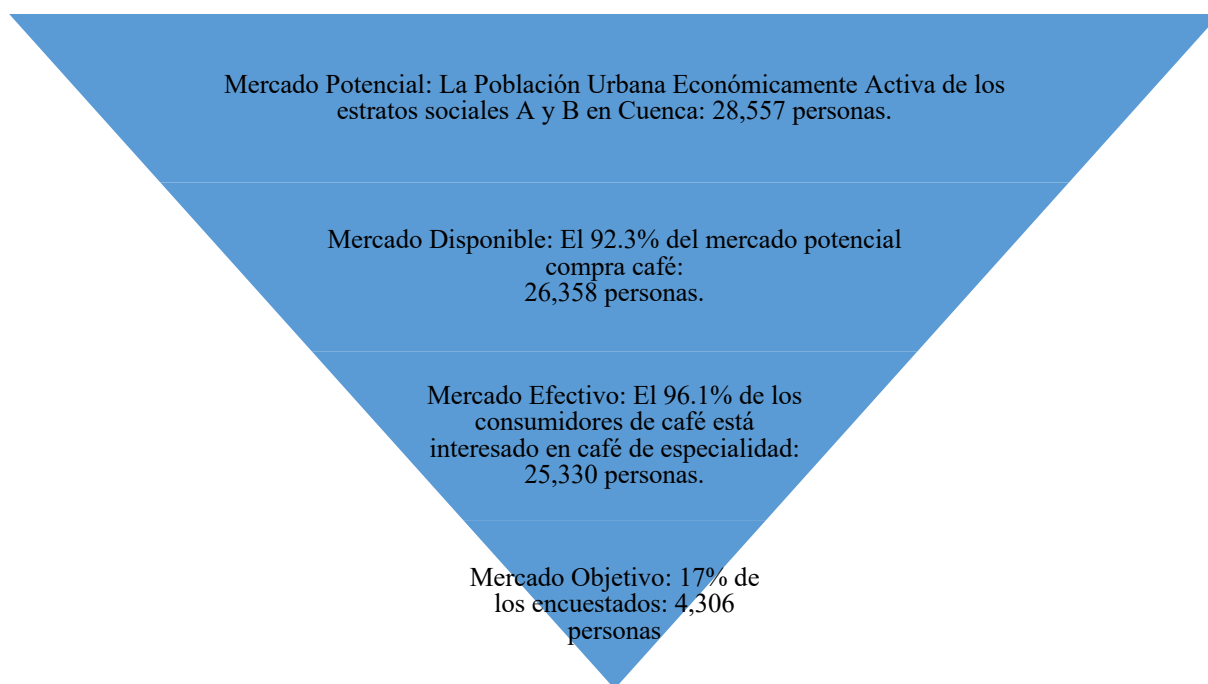 Mercado Potencial: La Población Urbana Económicamente Activa de los
estratos sociales A y B en Cuenca: 28,557 personas.
Mercado Disponible: El 92.3% del mercado potencial
compra café:
26,358 personas.
Mercado Efectivo: El 96.1% de los
consumidores de café está
interesado en café de especialidad:
25,330 personas.
Mercado Objetivo: 17% de
los encuestados: 4,306
personas